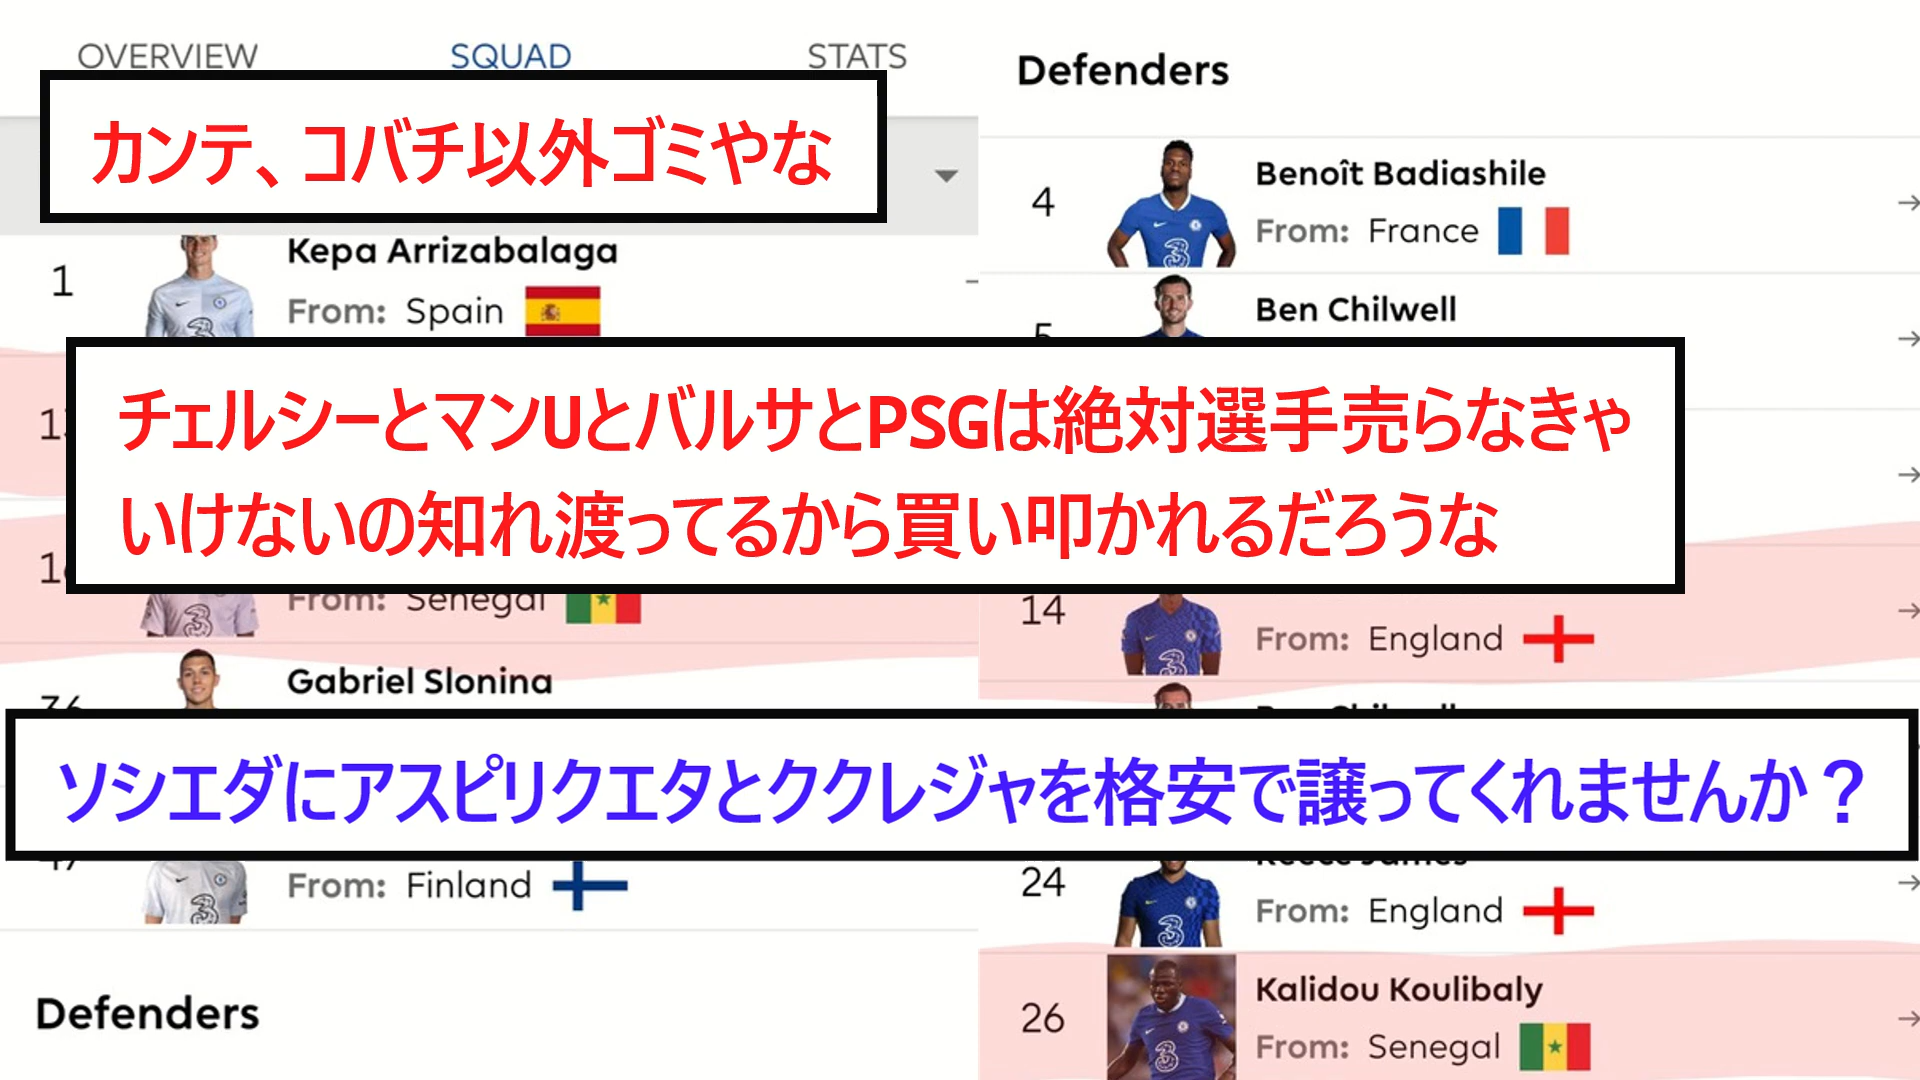 OVERVIEW SQUAD STATS
カンテ、コバチ以外ゴミやな
1
Kepa Arrizabalaga
From: Spain
Defenders
4
Benoît Badiashile
From: France
Ben Chilwell
チェルシーとマンUとバルサとPSGは絶対選手売らなきゃ
いけないの知れ渡ってるから買い叩かれるだろうな
From: Senegal
14
From: England
Gabriel Slonina
ソシエダにアスピリクエタとククレジャを格安で譲ってくれませんか？
From: Finland
24
From: England
Defenders
26
Kalidou Koulibaly
From: Senegal